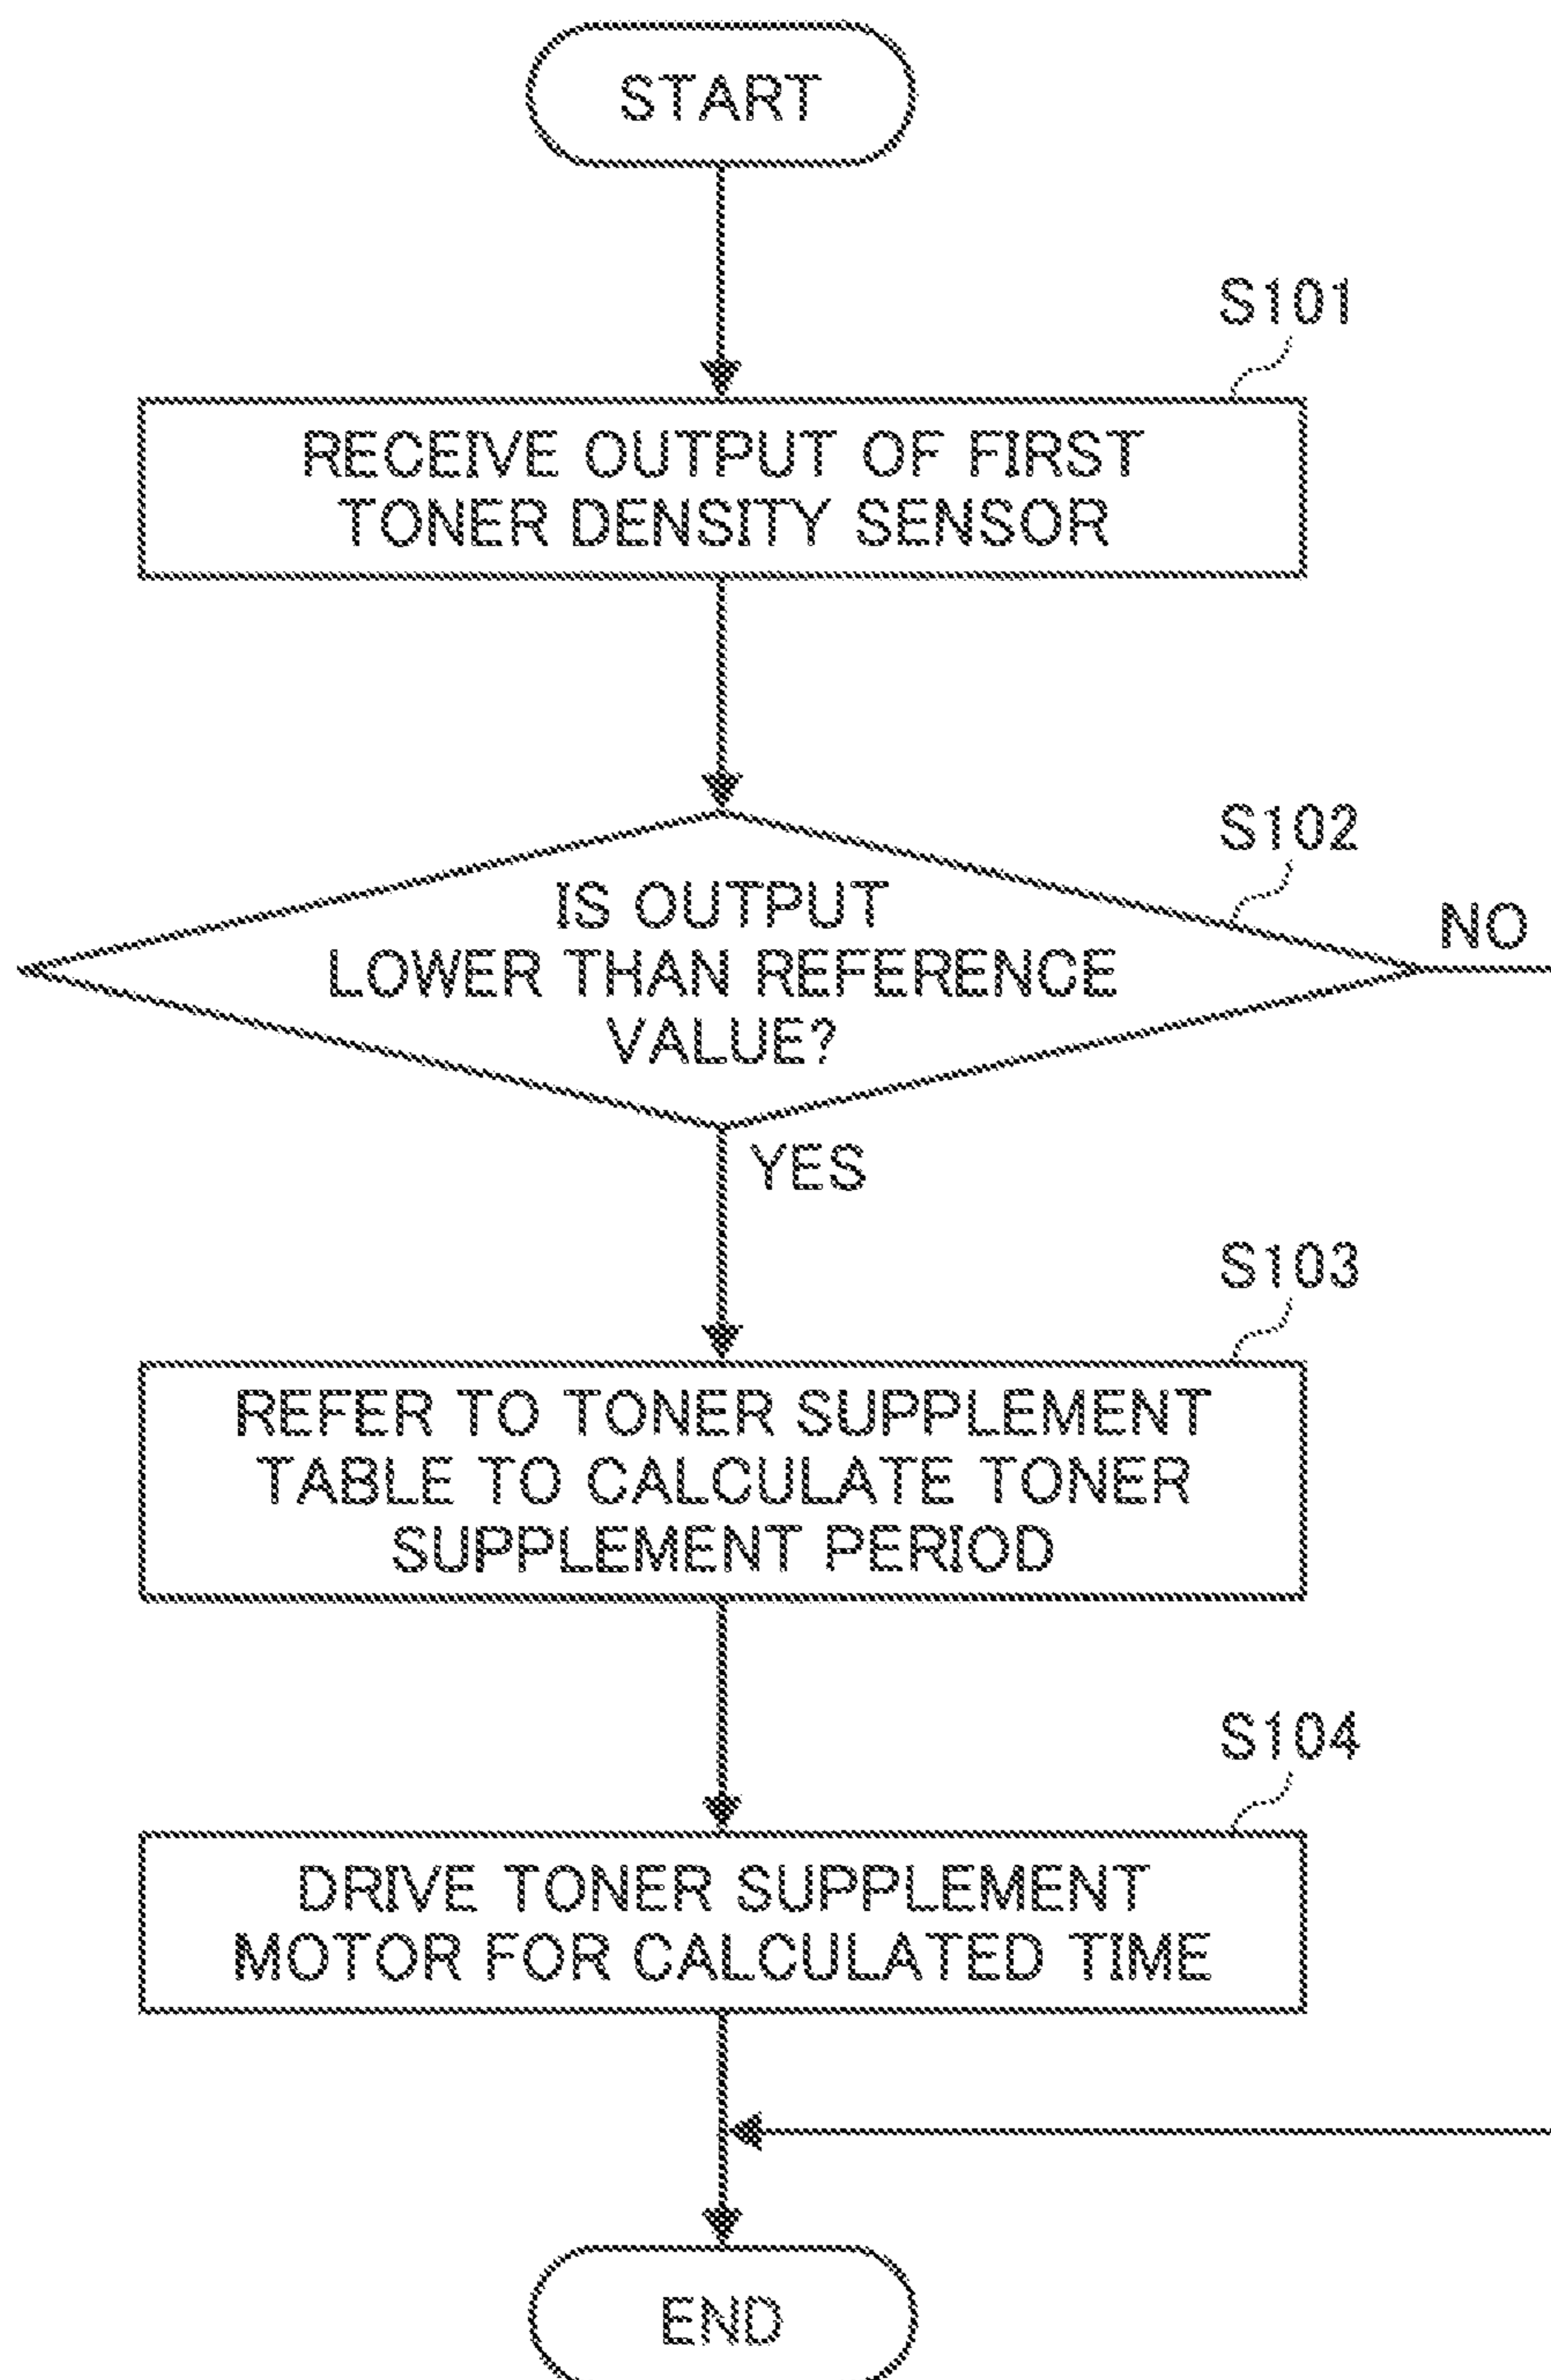 START
S101
RECEIVE OUTPUT OF FIRST
TONER DENSITY SENSOR
S102
IS OUTPUT
LOWER THAN REFERENCE
VALUE?
NO
YES
S103
REFER TO TONER SUPPLEMENT
TABLE TO CALCULATE TONER
SUPPLEMENT PERIOD
S104
DRIVE TONER SUPPLEMENT
MOTOR FOR CALCULATED TIME
END